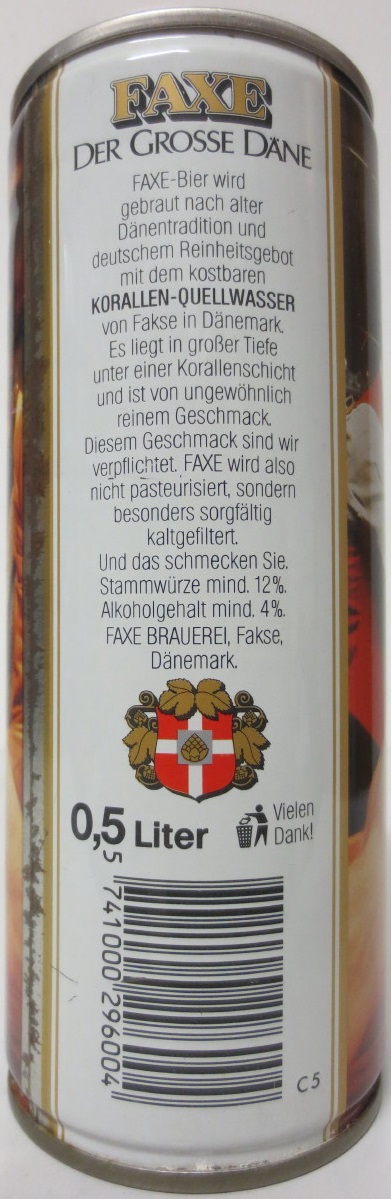 FAXE
DER GROSSE DÄNE
FAXE-Bier wird
gebraut nach alter
Dänentradition und
deutschem Reinheitsgebot
mit dem kostbaren
KORALLEN-QUELLWASSER
von Fakse in Dänemark.
Es liegt in großer Tiefe
unter einer Korallenschicht
und ist von ungewöhnlich
reinem Geschmack.
Diesem Geschmack sind wir
verpflichtet. FAXE wird also
nicht pasteurisiert, sondern
besonders sorgfältig
kaltgefiltert.
Und das schmecken Sie.
Stammwürze mind. 12%.
Alkoholgehalt mind. 4%.
FAXE BRAUEREI, Fakse,
Dänemark.
0,5 Liter
Vielen
Dank!
5 741000 296004
C5